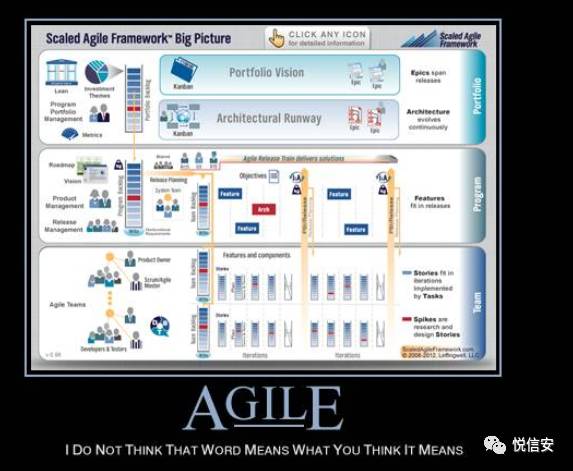 Scaled Agile Framework™ Big Picture
CLICK ANY ICON
for detailed information
Scaled Agile
Framework™
Portfolio Vision
Kanban
Epic
Epic
Epics span
releases
Lean
Investment
Themes
Program
Portfolio
Management
Metrics
Portfolio Backlog
Architectural Runway
Kanban
Epic
Epic
Architecture
evolves
continuously
Portfolio
Roadmap
Vision
Product
Management
Release
Management
Program Backlog
Shared
Release Planning
System Team
Team Backlog
Agile Release Train delivers solutions
Objectives
Feature
Arch
Feature
Feature
Feature
Features
fit in releases
Program
Agile Teams
Product Owner
Scrum/Agile
Master
Developers & Testers
Team Backlog
Features and components
Stories
Stories
Iterations
Iterations
Stories fit in
iterations
implemented
by Tasks
Spikes are
research and
design Stories
Team
ScaledAgileFramework.com
© 2008-2012, Leffingwell, LLC
AGILE
I DO NOT THINK THAT WORD MEANS WHAT YOU THINK IT MEANS
悦信安